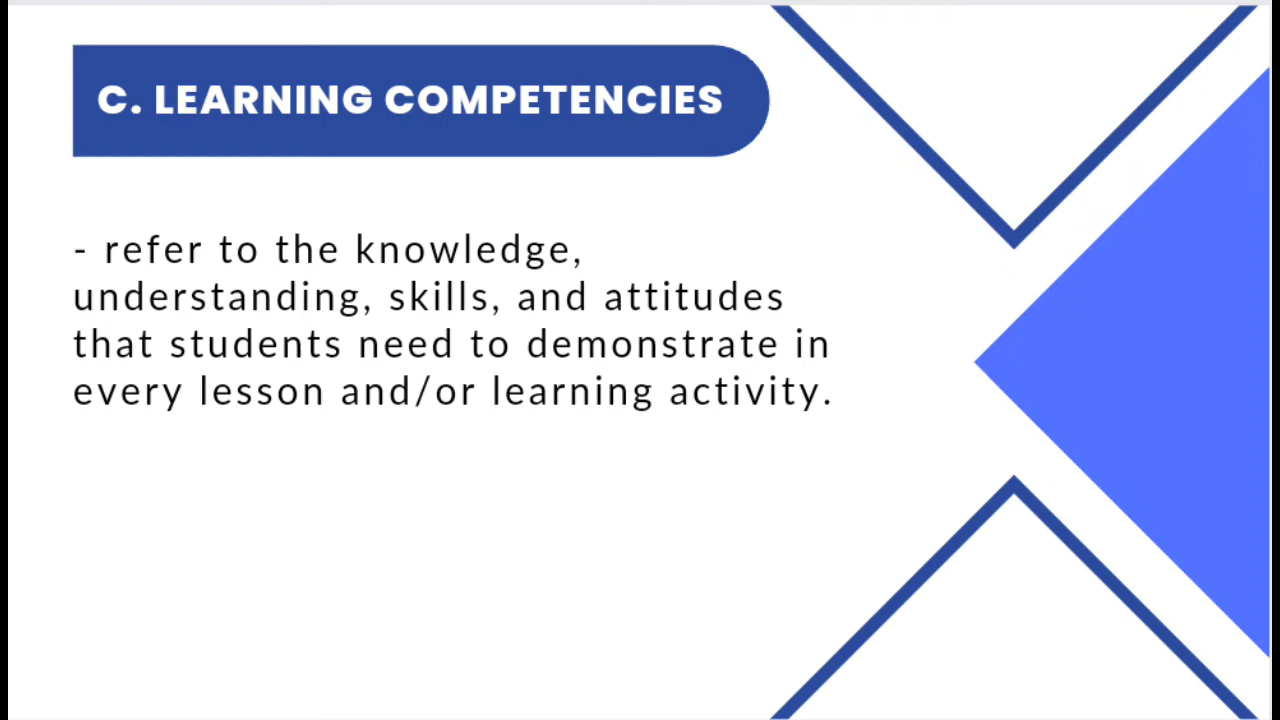 C. LEARNING COMPETENCIES
- refer to the knowledge,
understanding, skills, and attitudes
that students need to demonstrate in
every lesson and/or learning activity.